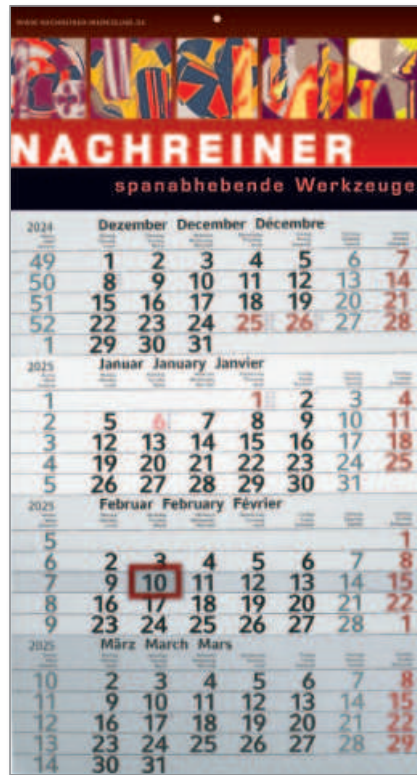 WWW.NACHREINER-WERKZEUGE.DE
NACHREINER
spanabhebende Werkzeuge
2024 Dezember December Décembre
49 1 2 3 4 5 6 7
50 8 9 10 11 12 13 14
51 15 16 17 18 19 20 21
52 22 23 24 25 26 27 28
1 29 30 31
2025 Januar January Janvier
1 1 2 3 4
2 5 6 7 8 9 10 11
3 12 13 14 15 16 17 18
4 19 20 21 22 23 24 25
5 26 27 28 29 30 31
2025 Februar February Février
5 1
6 2 3 4 5 6 7 8
7 9 10 11 12 13 14 15
8 16 17 18 19 20 21 22
9 23 24 25 26 27 28 1
2025 März March Mars
10 2 3 4 5 6 7 8
11 9 10 11 12 13 14 15
12 16 17 18 19 20 21 22
13 23 24 25 26 27 28 29
14 30 31